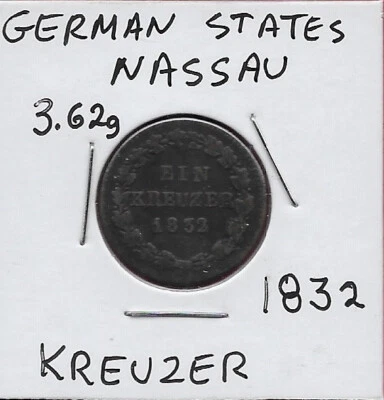 GERMAN STATES
NASSAU
3.62g
EIN
KREUZER
1832
1832
KREUZER